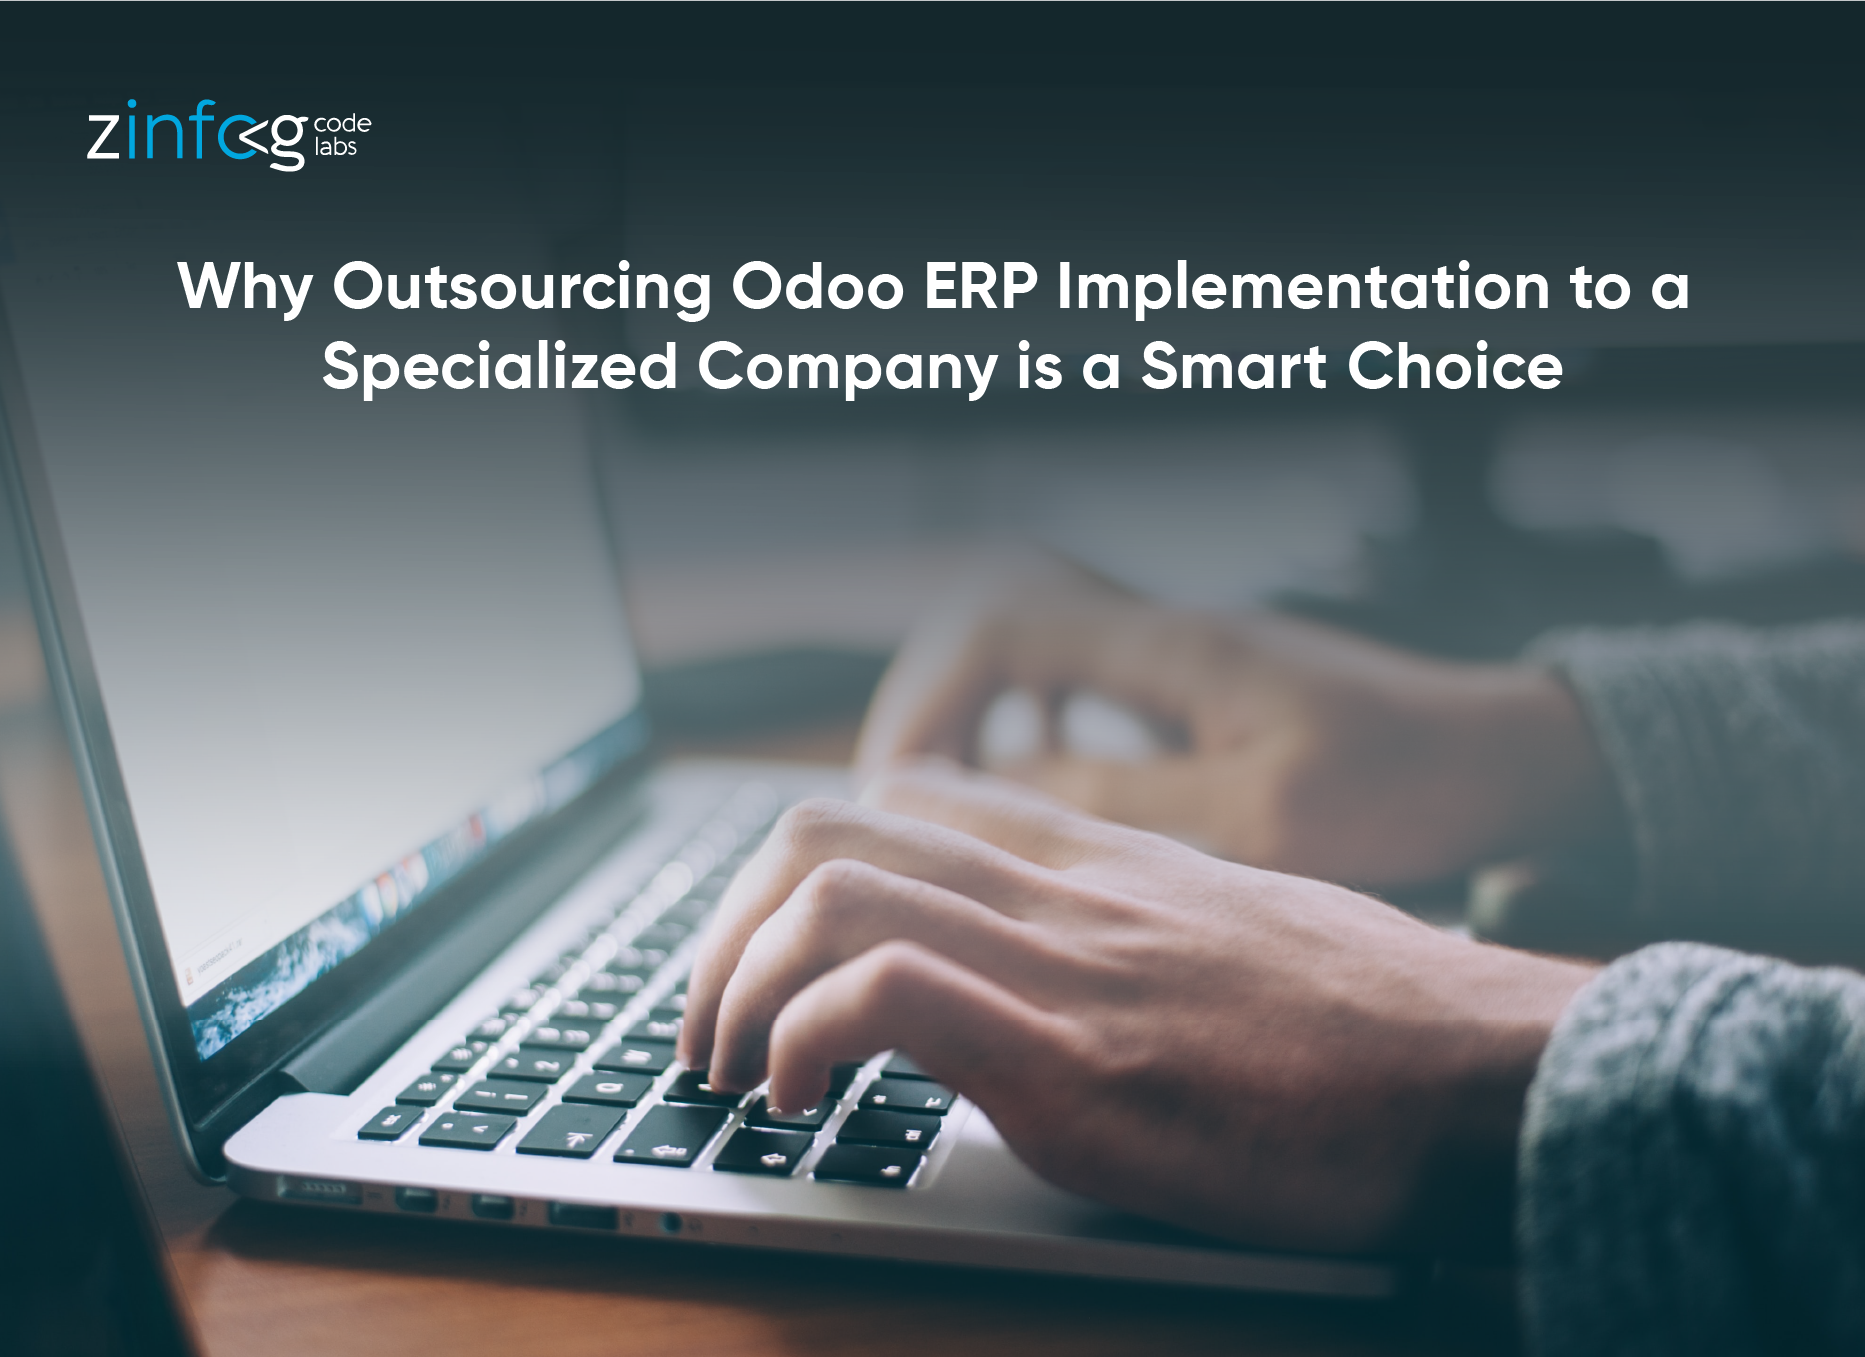 zinfog code
labs
Why Outsourcing Odoo ERP Implementation to a
Specialized Company is a Smart Choice